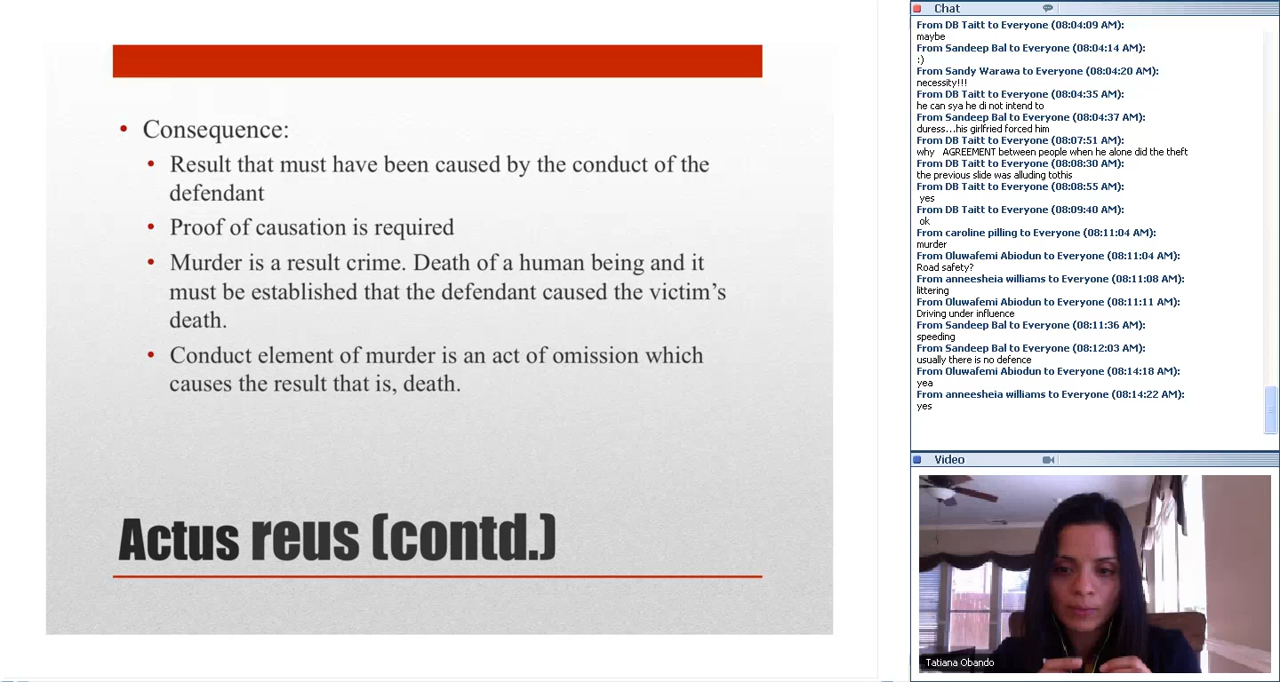 • Consequence:
• Result that must have been caused by the conduct of the
defendant
• Proof of causation is required
• Murder is a result crime. Death of a human being and it
must be established that the defendant caused the victim's
death.
• Conduct element of murder is an act of omission which
causes the result that is, death.
Actus reus (contd.)
Chat
From DB Taitt to Everyone (08:04:09 AM):
maybe
From Sandeep Bal to Everyone (08:04:14 AM):
:)
From Sandy Warawa to Everyone (08:04:20 AM):
necessity!!!
From DB Taitt to Everyone (08:04:35 AM):
he can sya he di not intend to
From Sandeep Bal to Everyone (08:04:37 AM):
duress...his girlfried forced him
From DB Taitt to Everyone (08:07:51 AM):
why AGREEMENT between people when he alone did the theft
From DB Taitt to Everyone (08:08:30 AM):
the previous slide was alluding tothis
From DB Taitt to Everyone (08:08:55 AM):
yes
From DB Taitt to Everyone (08:09:40 AM):
ok
From caroline pilling to Everyone (08:11:04 AM):
murder
From Oluwafemi Abiodun to Everyone (08:11:04 AM):
Road safety?
From anneesheia williams to Everyone (08:11:08 AM):
littering
From Oluwafemi Abiodun to Everyone (08:11:11 AM):
Driving under influence
From Sandeep Bal to Everyone (08:11:36 AM):
speeding
From Sandeep Bal to Everyone (08:12:03 AM):
usually there is no defence
From Oluwafemi Abiodun to Everyone (08:14:18 AM):
yea
From anneesheia williams to Everyone (08:14:22 AM):
yes
Video
Tatiana Obando